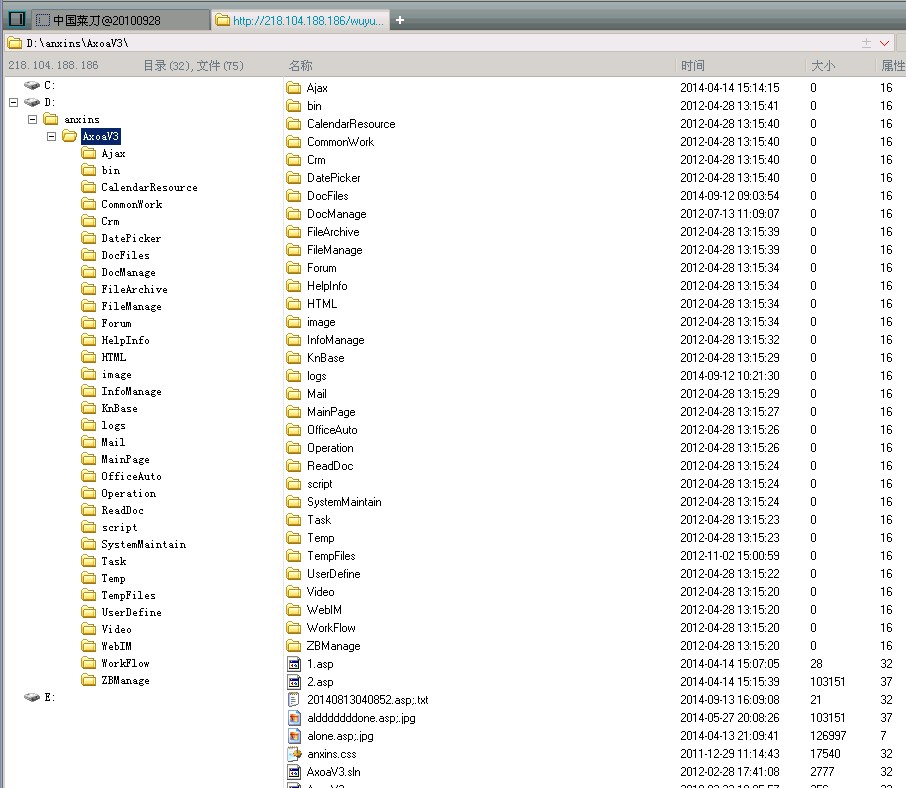 中国菜刀@20100928 http://218.104.188.186/wuyu... +
D:\anxins\AxoaV3\
218.104.188.186 目录(32),文件(75) 名称 时间 大小 属性
C:
D:
anxins
AxoaV3
Ajax
bin
CalendarResource
CommonWork
Crm
DatePicker
DocFiles
DocManage
FileArchive
FileManage
Forum
HelpInfo
HTML
image
InfoManage
KnBase
logs
Mail
MainPage
OfficeAuto
Operation
ReadDoc
script
SystemMaintain
Task
Temp
TempFiles
UserDefine
Video
WebIM
WorkFlow
ZBManage
E:
Ajax 2014-04-14 15:14:15 0 16
bin 2012-04-28 13:15:41 0 16
CalendarResource 2012-04-28 13:15:40 0 16
CommonWork 2012-04-28 13:15:40 0 16
Crm 2012-04-28 13:15:40 0 16
DatePicker 2012-04-28 13:15:40 0 16
DocFiles 2014-09-12 09:03:54 0 16
DocManage 2012-07-13 11:09:07 0 16
FileArchive 2012-04-28 13:15:39 0 16
FileManage 2012-04-28 13:15:39 0 16
Forum 2012-04-28 13:15:34 0 16
HelpInfo 2012-04-28 13:15:34 0 16
HTML 2012-04-28 13:15:34 0 16
image 2012-04-28 13:15:34 0 16
InfoManage 2012-04-28 13:15:32 0 16
KnBase 2012-04-28 13:15:29 0 16
logs 2014-09-12 10:21:30 0 16
Mail 2012-04-28 13:15:29 0 16
MainPage 2012-04-28 13:15:27 0 16
OfficeAuto 2012-04-28 13:15:26 0 16
Operation 2012-04-28 13:15:26 0 16
ReadDoc 2012-04-28 13:15:24 0 16
script 2012-04-28 13:15:24 0 16
SystemMaintain 2012-04-28 13:15:24 0 16
Task 2012-04-28 13:15:23 0 16
Temp 2012-04-28 13:15:23 0 16
TempFiles 2012-11-02 15:00:59 0 16
UserDefine 2012-04-28 13:15:22 0 16
Video 2012-04-28 13:15:20 0 16
WebIM 2012-04-28 13:15:20 0 16
WorkFlow 2012-04-28 13:15:20 0 16
ZBManage 2012-04-28 13:15:20 0 16
1.asp 2014-04-14 15:07:05 28 32
2.asp 2014-04-14 15:15:39 103151 37
20140813040852.asp;.txt 2014-09-13 16:09:08 21 32
aldddddddone.asp;.jpg 2014-05-27 20:08:26 103151 37
alone.asp;.jpg 2014-04-13 21:09:41 126997 7
anxins.css 2011-12-29 11:14:43 17540 32
AxoaV3.sln 2012-02-28 17:41:08 2777 32